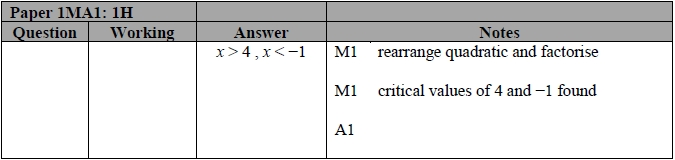 Paper 1MA1: 1H
Question Working Answer Notes
x > 4 , x < −1 M1 rearrange quadratic and factorise
M1 critical values of 4 and −1 found
A1